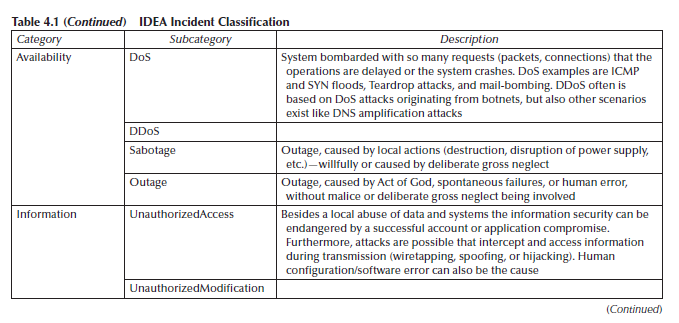 Table 4.1 (Continued) IDEA Incident Classification
Category Subcategory Description
Availability DoS System bombarded with so many requests (packets, connections) that the
operations are delayed or the system crashes. DoS examples are ICMP
and SYN floods, Teardrop attacks, and mail-bombing. DDoS often is
based on DoS attacks originating from botnets, but also other scenarios
exist like DNS amplification attacks
DDoS
Sabotage Outage, caused by local actions (destruction, disruption of power supply,
etc.)—willfully or caused by deliberate gross neglect
Outage Outage, caused by Act of God, spontaneous failures, or human error,
without malice or deliberate gross neglect being involved
Information UnauthorizedAccess Besides a local abuse of data and systems the information security can be
endangered by a successful account or application compromise.
Furthermore, attacks are possible that intercept and access information
during transmission (wiretapping, spoofing, or hijacking). Human
configuration/software error can also be the cause
UnauthorizedModification
(Continued)